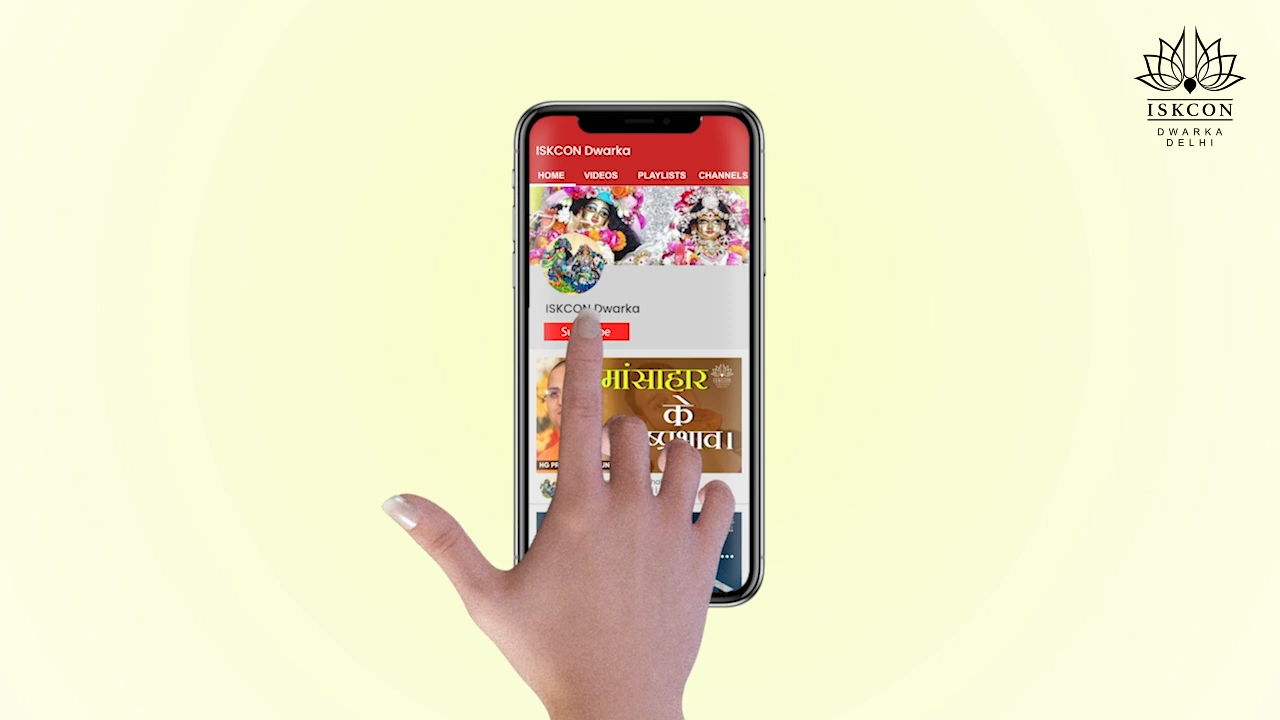 ISKCON
DWARKA
DELHI
ISKCON Dwarka
HOME VIDEOS PLAYLISTS CHANNELS
ISKCON Dwarka
मांसाहार
के